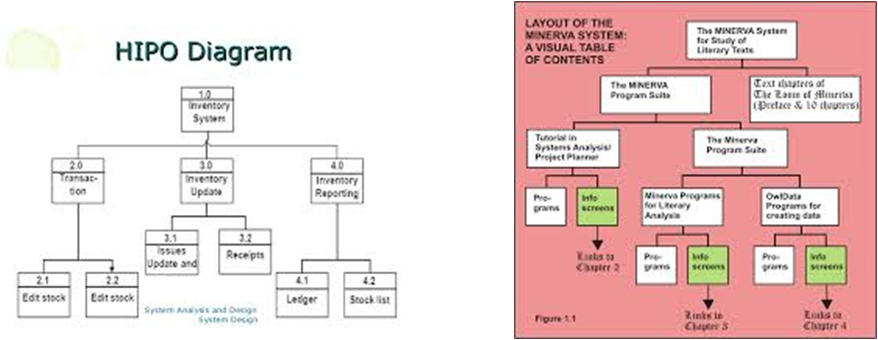 HIPO Diagram
1.0
Inventory
System
2.0
Transac-
tion
3.0
Inventory
Update
4.0
Inventory
Reporting
3.1
Issues
Update and
3.2
Receipts
2.1
Edit stock
2.2
Edit stock
4.1
Ledger
4.2
Stock list
System Analysis and Design
System Design
LAYOUT OF THE
MINERVA SYSTEM:
A VISUAL TABLE
OF CONTENTS
The MINERVA System
for Study of
Literary Texts
The MINERVA
Program Suite
Text chapters of
The Loom of Minerva
(Preface & 10 chapters)
Tutorial in
Systems Analysis/
Project Planner
The Minerva
Program Suite
Pro-
grams
Info
screens
Minerva Programs
for Literary
Analysis
OwlData
Programs for
creating data
Links to
Chapter 2
Pro-
grams
Info
screens
Pro-
grams
Info
screens
Links to
Chapter 3
Links to
Chapter 4
Figure 1.1